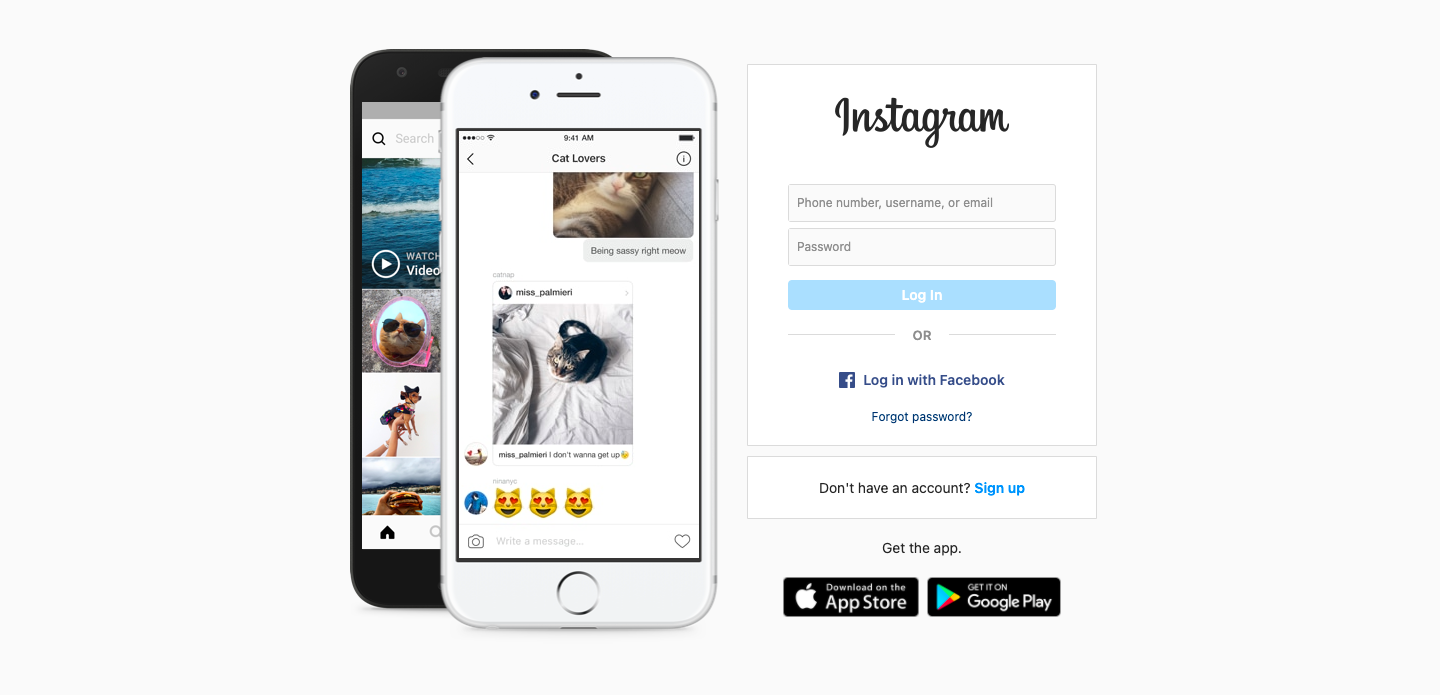 Search
WATCH
Video
9:41 AM
Cat Lovers
Being sassy right meow
catnap
miss_palmieri
miss_palmieri I don't wanna get up😴
ninanyc
😻 😻 😻
Write a message...
Instagram
Phone number, username, or email
Password
Log In
OR
Log in with Facebook
Forgot password?
Don't have an account? Sign up
Get the app.
Download on the
App Store
GET IT ON
Google Play